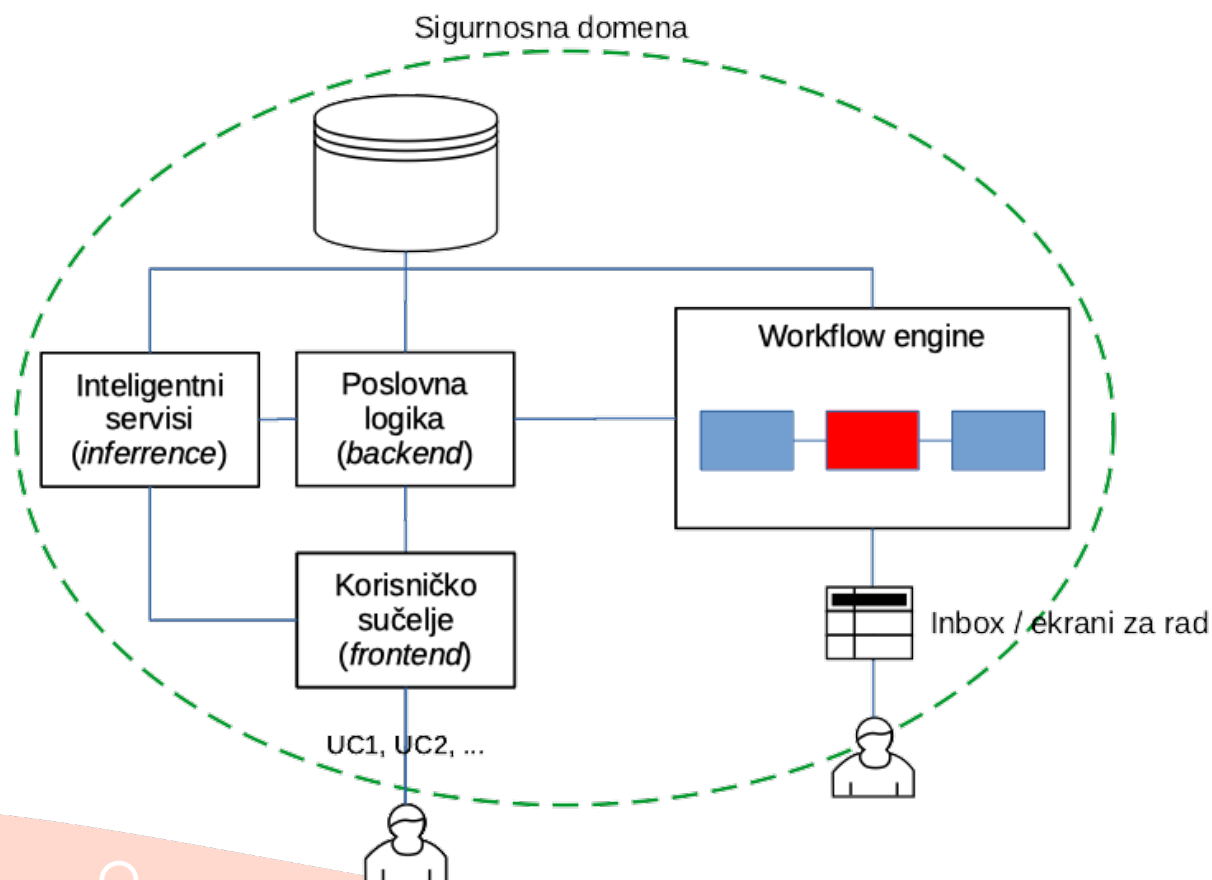 Sigurnosna domena
Workflow engine
Inteligentni
servisi
(inferrence)
Poslovna
logika
(backend)
Korisničko
sučelje
(frontend)
Inbox / ekrani za rad
UC1, UC2, ...